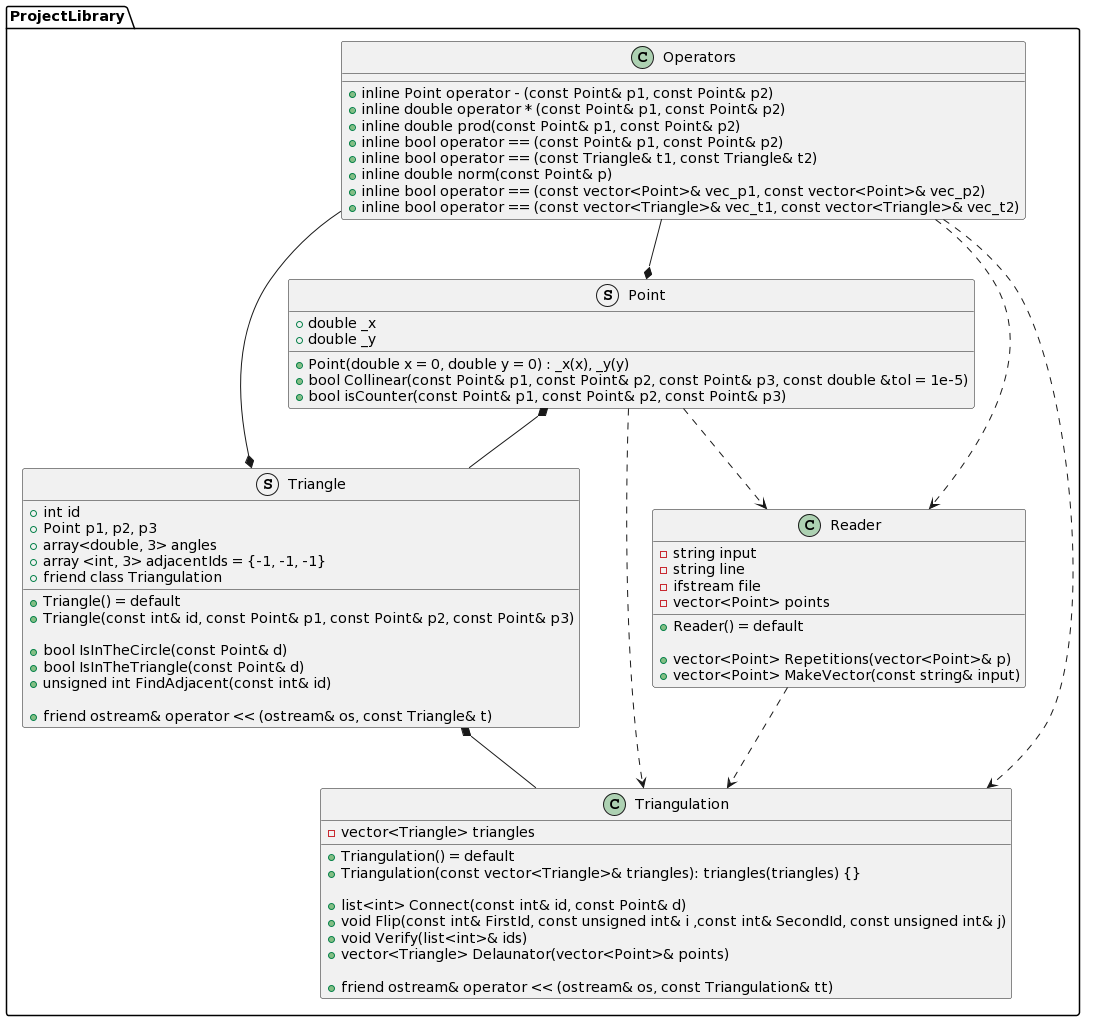 ProjectLibrary
C Operators
inline Point operator - (const Point& p1, const Point& p2)
inline double operator * (const Point& p1, const Point& p2)
inline double prod(const Point& p1, const Point& p2)
inline bool operator == (const Point& p1, const Point& p2)
inline bool operator == (const Triangle& t1, const Triangle& t2)
inline double norm(const Point& p)
inline bool operator == (const vector<Point>& vec_p1, const vector<Point>& vec_p2)
inline bool operator == (const vector<Triangle>& vec_t1, const vector<Triangle>& vec_t2)
S Point
double _x
double _y
Point(double x = 0, double y = 0) : _x(x), _y(y)
bool Collinear(const Point& p1, const Point& p2, const Point& p3, const double &tol = 1e-5)
bool isCounter(const Point& p1, const Point& p2, const Point& p3)
S Triangle
int id
Point p1, p2, p3
array<double, 3> angles
array <int, 3> adjacentIds = {-1, -1, -1}
friend class Triangulation
Triangle() = default
Triangle(const int& id, const Point& p1, const Point& p2, const Point& p3)
bool IsInTheCircle(const Point& d)
bool IsInTheTriangle(const Point& d)
unsigned int FindAdjacent(const int& id)
friend ostream& operator << (ostream& os, const Triangle& t)
C Reader
string input
string line
ifstream file
vector<Point> points
Reader() = default
vector<Point> Repetitions(vector<Point>& p)
vector<Point> MakeVector(const string& input)
C Triangulation
vector<Triangle> triangles
Triangulation() = default
Triangulation(const vector<Triangle>& triangles): triangles(triangles) {}
list<int> Connect(const int& id, const Point& d)
void Flip(const int& FirstId, const unsigned int& i ,const int& SecondId, const unsigned int& j)
void Verify(list<int>& ids)
vector<Triangle> Delaunator(vector<Point>& points)
friend ostream& operator << (ostream& os, const Triangulation& tt)